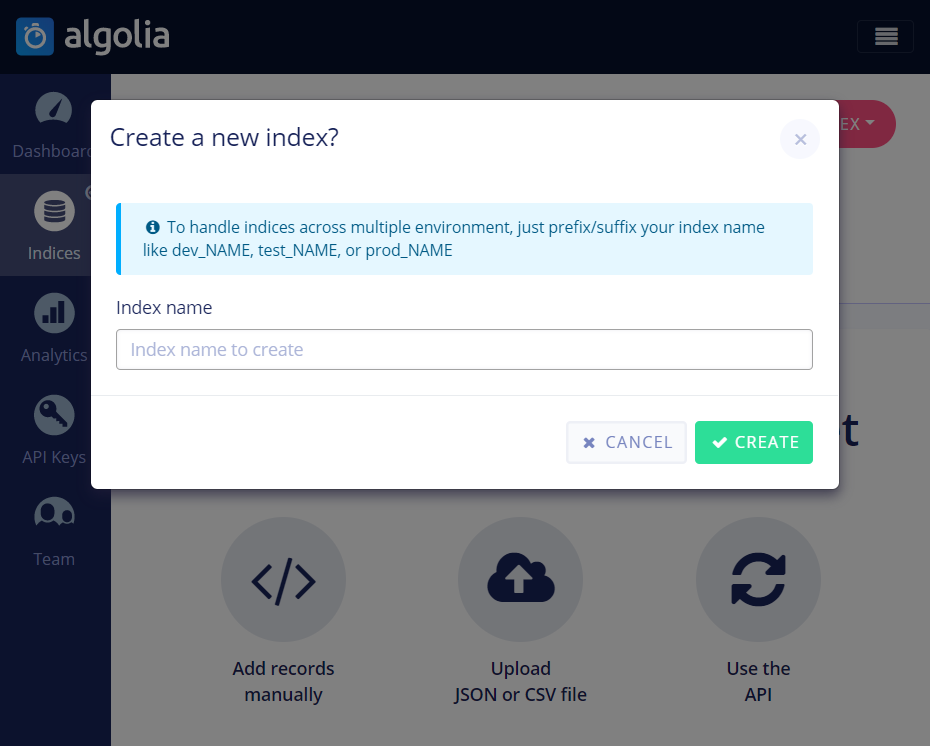 algolia
Create a new index?
EX
Dashboard
To handle indices across multiple environment, just prefix/suffix your index name
like dev_NAME, test_NAME, or prod_NAME
Indices
Index name
Index name to create
Analytics
CANCEL
CREATE
API Keys
Team
Add records
manually
Upload
JSON or CSV file
Use the
API